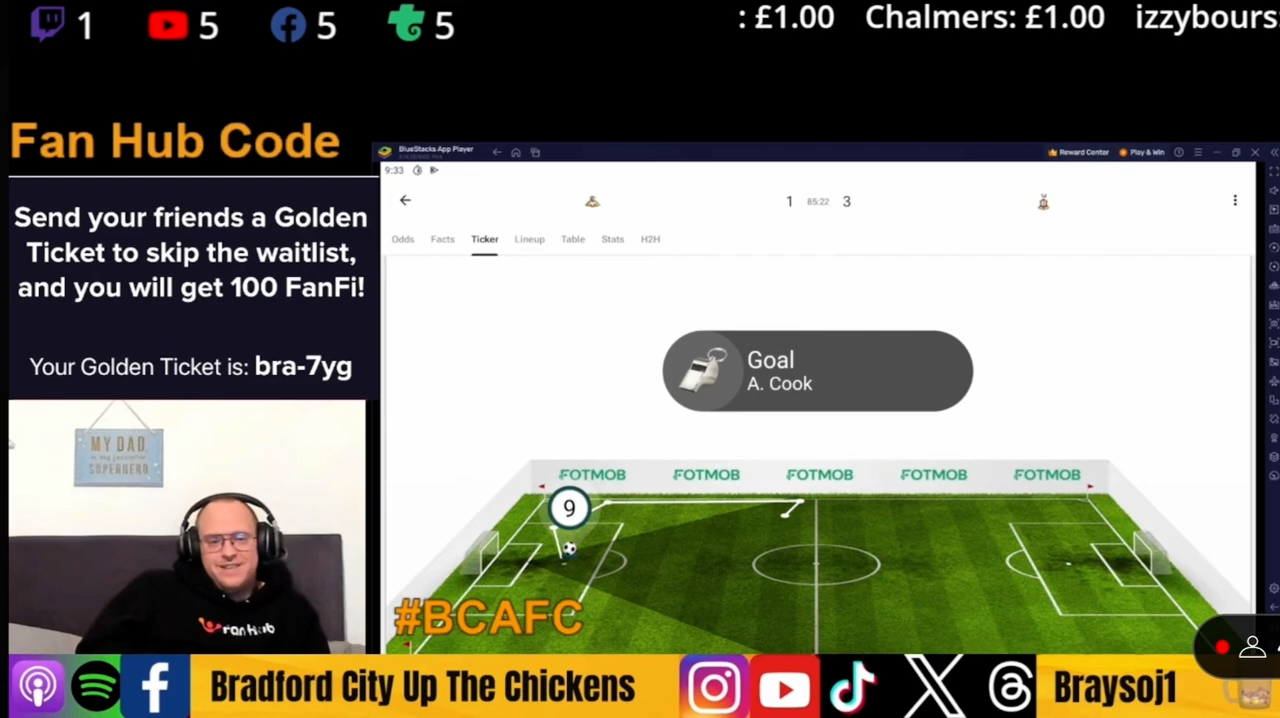 1 5 5 5
: £1.00 Chalmers: £1.00 izzybours
Fan Hub Code
Send your friends a Golden
Ticket to skip the waitlist,
and you will get 100 FanFi!
Your Golden Ticket is: bra-7yg
BlueStacks App Player
Reward Center Play & Win
9:33
1 85:22 3
Odds Facts Ticker Lineup Table Stats H2H
Goal
A. Cook
FOTMOB FOTMOB FOTMOB FOTMOB FOTMOB
9
MY DAD
SUPERHERO
Fan Hub
#BCAFC
Bradford City Up The Chickens
Braysoj1